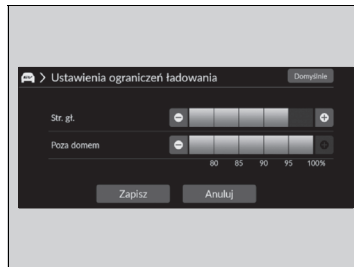 > Ustawienia ograniczeń ładowania
Domyślnie
Str. gł.
Poza domem
80 85 90 95 100%
Zapisz Anuluj